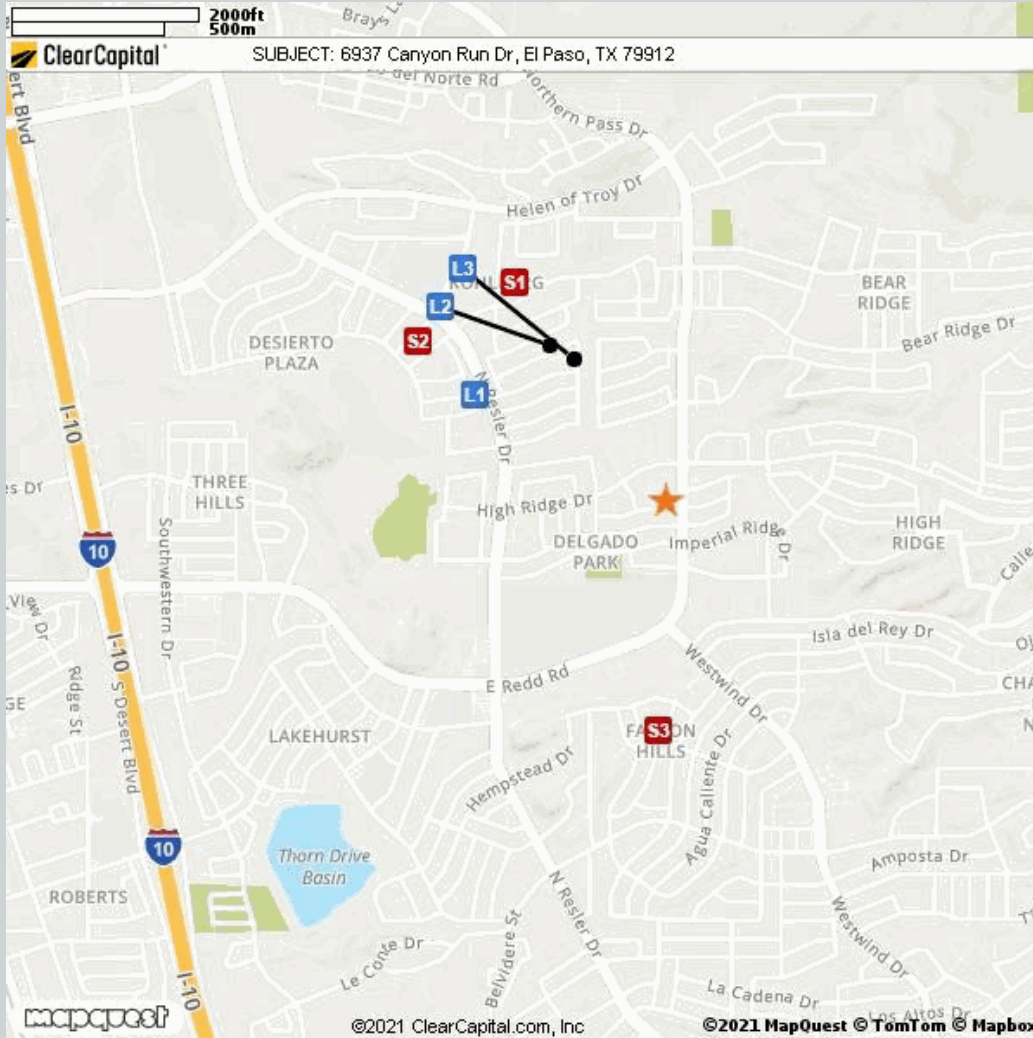 2000ft
500m
ClearCapital
SUBJECT: 6937 Canyon Run Dr, El Paso, TX 79912
del Norte Rd
Northern Pass Dr
Helen of Troy Dr
L3
S1
L2
S2
L1
DESIERTO
PLAZA
BEAR
RIDGE
Bear Ridge Dr
N Resler Dr
I-10
THREE
HILLS
High Ridge Dr
DELGADO
PARK
Imperial Ridge Dr
HIGH
RIDGE
10
Southwestern Dr
Isla del Rey Dr
I-10
S Desert Blvd
Ridge St
E Redd Rd
Westwind Dr
LAKEHURST
S3
HILLS
Hempstead Dr
Agua Caliente Dr
10
Thorn Drive
Basin
Amposta Dr
ROBERTS
N Resler Dr
Westwind Dr
Belvidere St
Le Conte Dr
La Cadena Dr
Los Altos Dr
I-10
mapquest
©2021 ClearCapital.com, Inc
©2021 MapQuest © TomTom © Mapbox